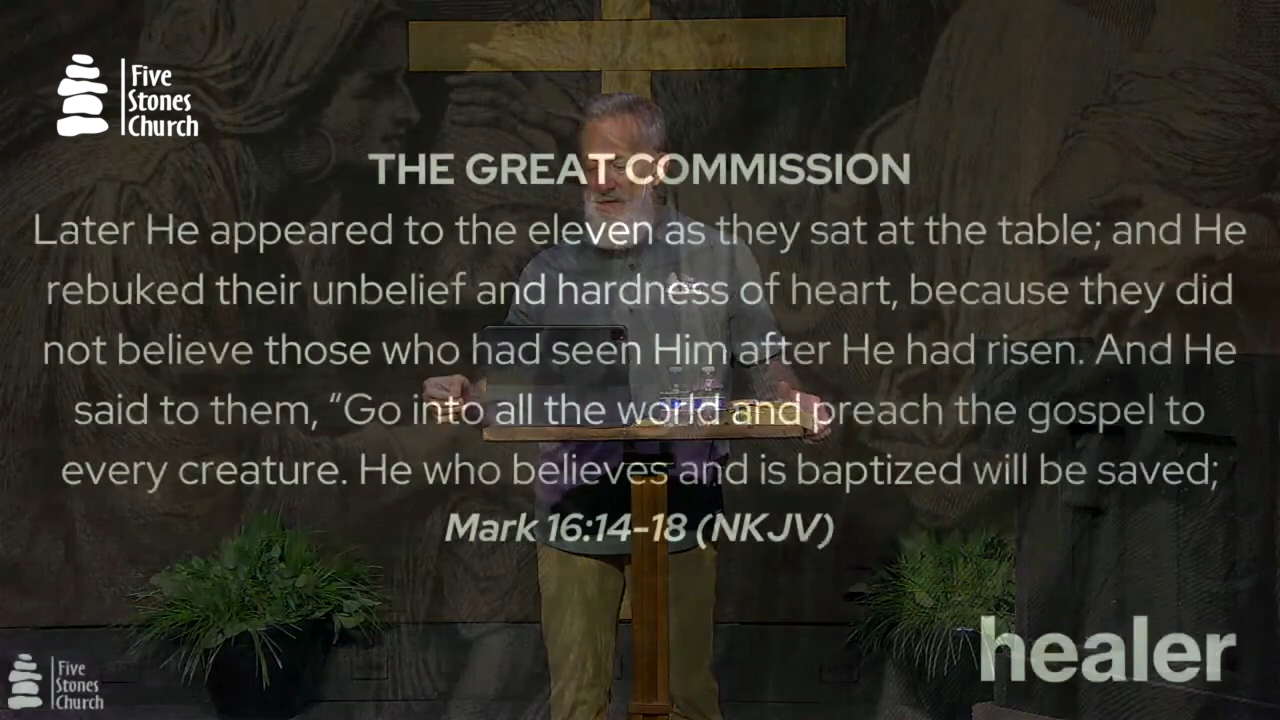 Five
Stones
Church
THE GREAT COMMISSION
Later He appeared to the eleven as they sat at the table; and He
rebuked their unbelief and hardness of heart, because they did
not believe those who had seen Him after He had risen. And He
said to them, “Go into all the world and preach the gospel to
every creature. He who believes and is baptized will be saved;
Mark 16:14-18 (NKJV)
healer
Five
Stones
Church